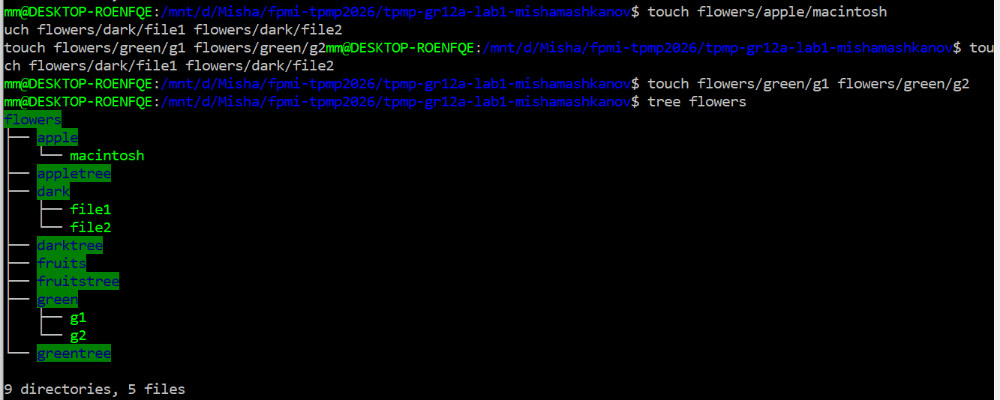 mm@DESKTOP-ROENFQE:/mnt/d/Misha/fpmi-tpmp2026/tpmp-gr12a-lab1-mishamashkanov$ touch flowers/apple/macintosh
uch flowers/dark/file1 flowers/dark/file2
touch flowers/green/g1 flowers/green/g2mm@DESKTOP-ROENFQE:/mnt/d/Misha/fpmi-tpmp2026/tpmp-gr12a-lab1-mishamashkanov$ tou
ch flowers/dark/file1 flowers/dark/file2
mm@DESKTOP-ROENFQE:/mnt/d/Misha/fpmi-tpmp2026/tpmp-gr12a-lab1-mishamashkanov$ touch flowers/green/g1 flowers/green/g2
mm@DESKTOP-ROENFQE:/mnt/d/Misha/fpmi-tpmp2026/tpmp-gr12a-lab1-mishamashkanov$ tree flowers
flowers
├── apple
│   └── macintosh
├── appletree
├── dark
│   ├── file1
│   └── file2
├── darktree
├── fruits
├── fruitstree
├── green
│   ├── g1
│   └── g2
└── greentree
9 directories, 5 files